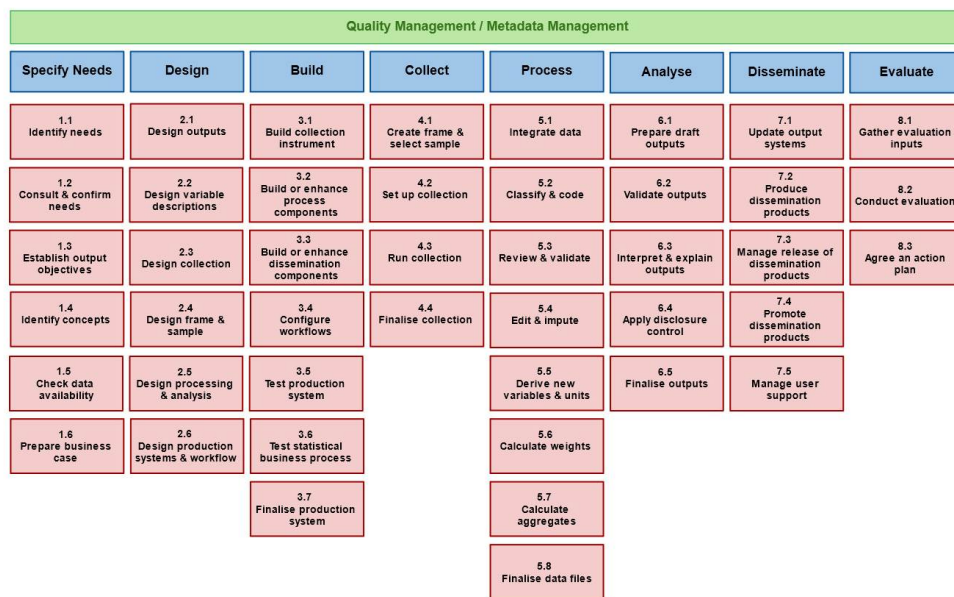 Quality Management / Metadata Management
Specify Needs
Design
Build
Collect
Process
Analyse
Disseminate
Evaluate
1.1
Identify needs
1.2
Consult & confirm
needs
1.3
Establish output
objectives
1.4
Identify concepts
1.5
Check data
availability
1.6
Prepare business
case
2.1
Design outputs
2.2
Design variable
descriptions
2.3
Design collection
2.4
Design frame &
sample
2.5
Design processing
& analysis
2.6
Design production
systems & workflow
3.1
Build collection
instrument
3.2
Build or enhance
process
components
3.3
Build or enhance
dissemination
components
3.4
Configure
workflows
3.5
Test production
system
3.6
Test statistical
business process
3.7
Finalise production
system
4.1
Create frame &
select sample
4.2
Set up collection
4.3
Run collection
4.4
Finalise collection
5.1
Integrate data
5.2
Classify & code
5.3
Review & validate
5.4
Edit & impute
5.5
Derive new
variables & units
5.6
Calculate weights
5.7
Calculate
aggregates
5.8
Finalise data files
6.1
Prepare draft
outputs
6.2
Validate outputs
6.3
Interpret & explain
outputs
6.4
Apply disclosure
control
6.5
Finalise outputs
7.1
Update output
systems
7.2
Produce
dissemination
products
7.3
Manage release of
dissemination
products
7.4
Promote
dissemination
products
7.5
Manage user
support
8.1
Gather evaluation
inputs
8.2
Conduct evaluation
8.3
Agree an action
plan